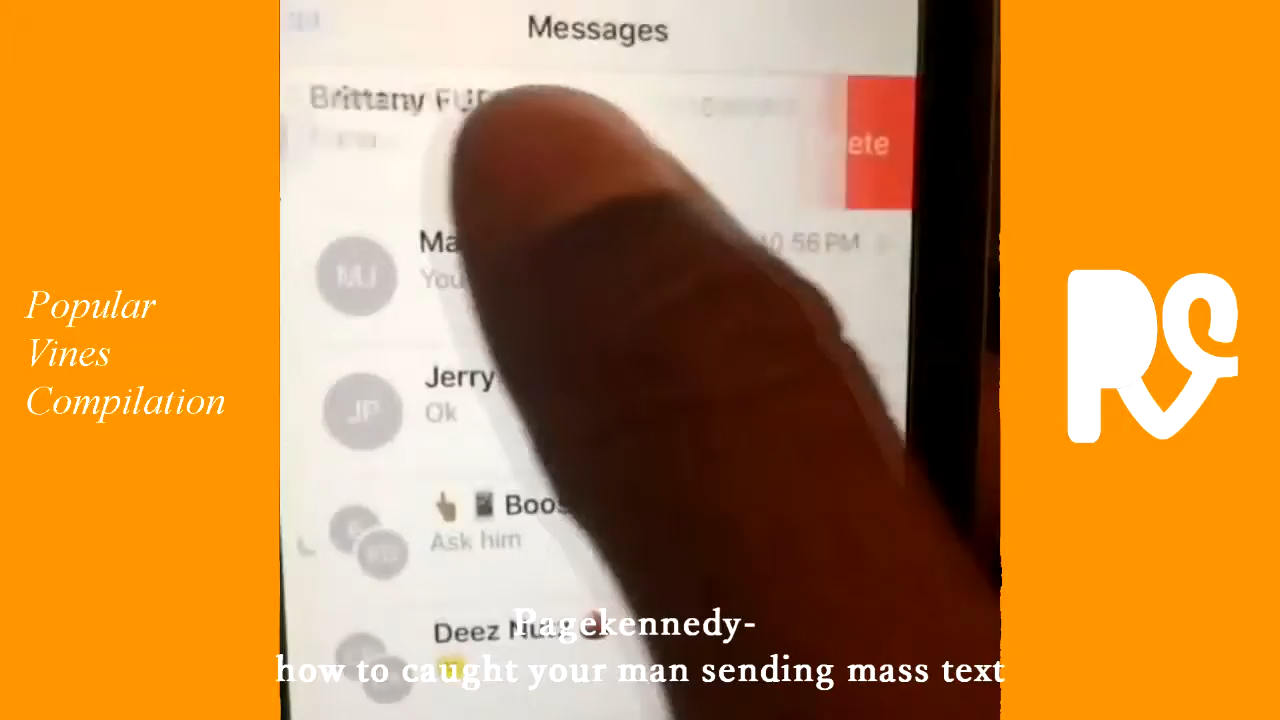 Messages
Brittany
ete
Ma
10:56 PM
MJ
You
Jerry
JP
Ok
Boos
Ask him
Deez
Popular
Vines
Compilation
Pagekennedy-
how to caught your man sending mass text